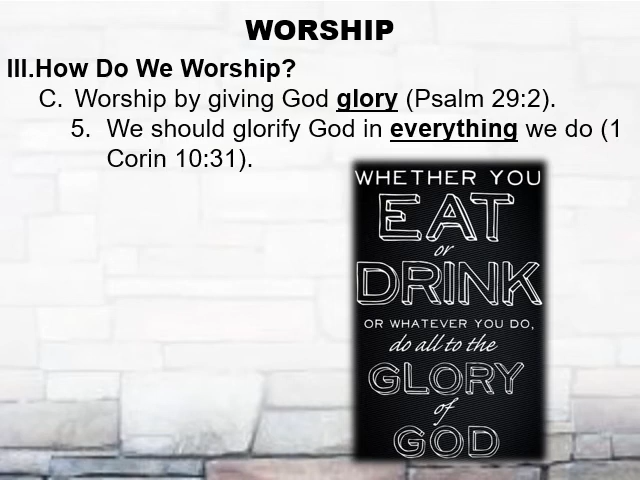 WORSHIP
III.How Do We Worship?
C. Worship by giving God glory (Psalm 29:2).
5. We should glorify God in everything we do (1
Corin 10:31).
WHETHER YOU
EAT
or
DRINK
OR WHATEVER YOU DO,
do all to the
GLORY
of
GOD